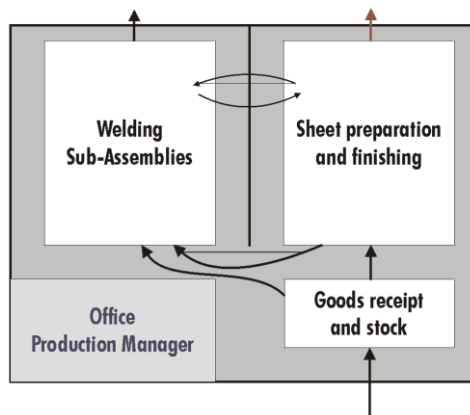 Welding
Sub-Assemblies
Sheet preparation
and finishing
Goods receipt
and stock
Office
Production Manager